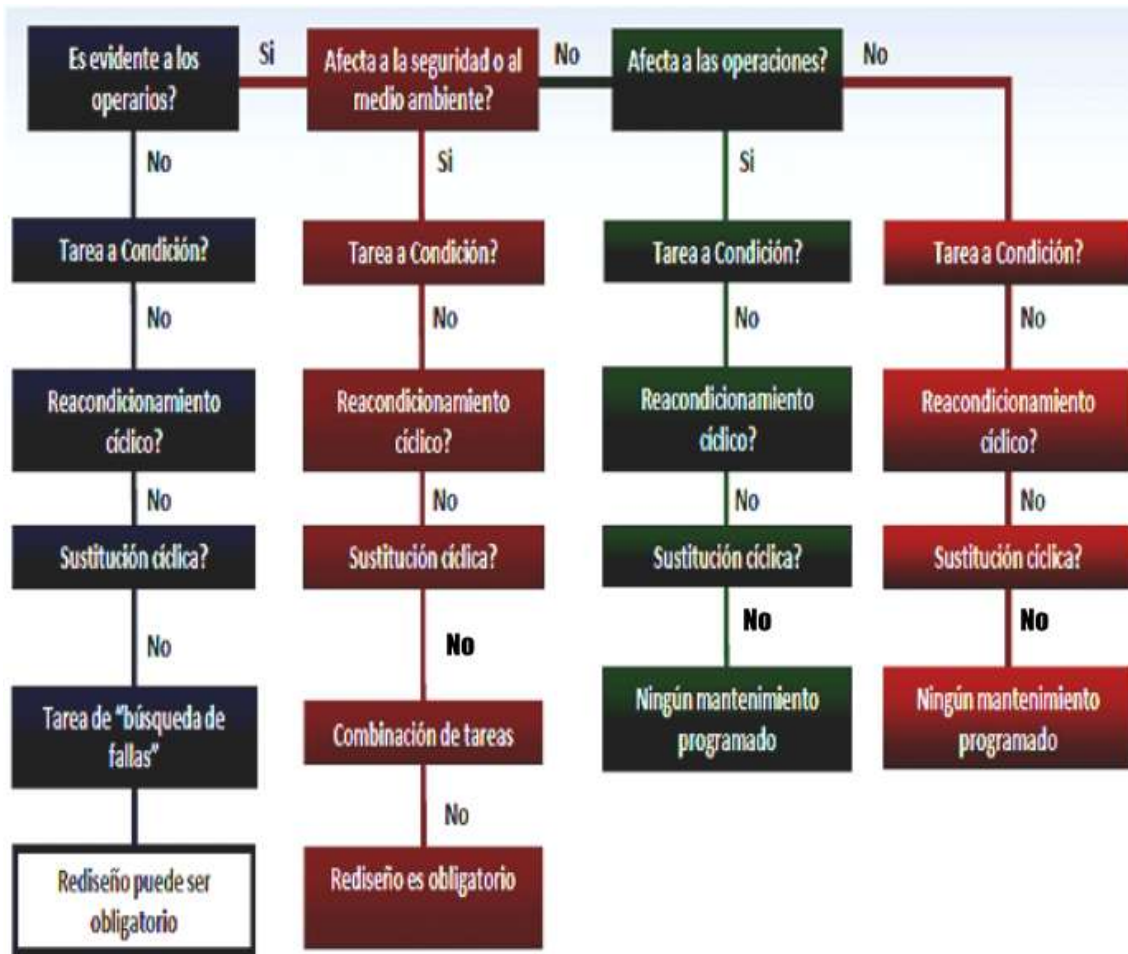 Es evidente a los
operarios?
Si
Afecta a la seguridad o al
medio ambiente?
No
Afecta a las operaciones?
No
No
Si
Si
Tarea a Condición?
Tarea a Condición?
Tarea a Condición?
Tarea a Condición?
No
No
No
No
Reacondicionamiento
cíclico?
Reacondicionamiento
cíclico?
Reacondicionamiento
cíclico?
Reacondicionamiento
cíclico?
No
No
No
No
Sustitución cíclica?
Sustitución cíclica?
Sustitución cíclica?
Sustitución cíclica?
No
No
No
No
Tarea de “búsqueda de
fallas”
Combinación de tareas
Ningún mantenimiento
programado
Ningún mantenimiento
programado
No
Rediseño puede ser
obligatorio
Rediseño es obligatorio